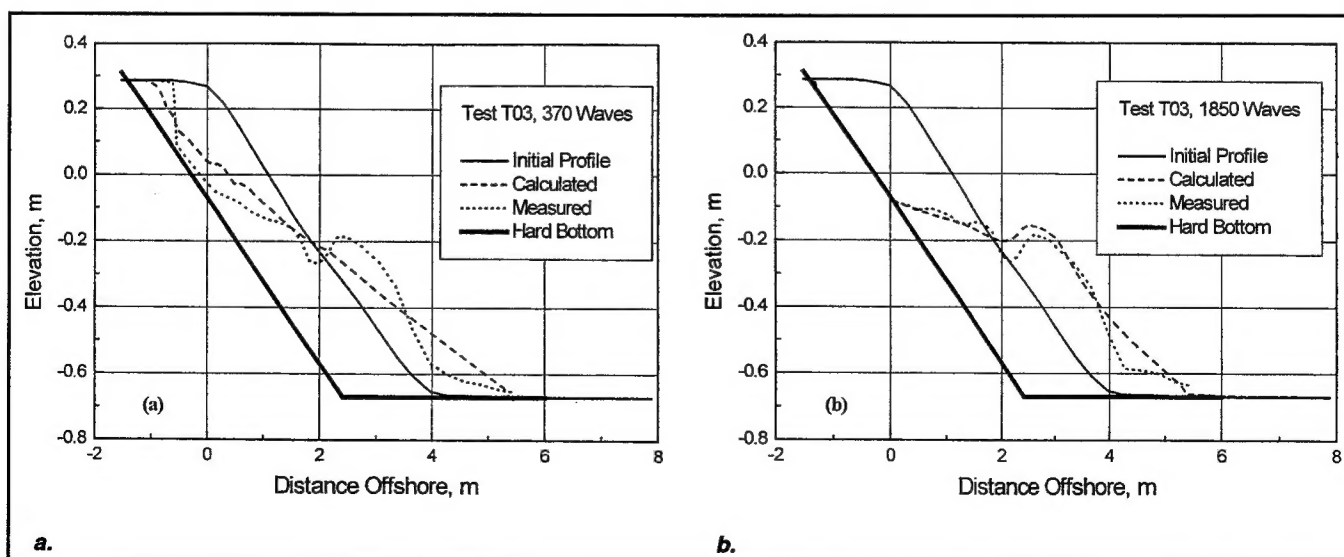 0.4
0.2
0.0
-0.2
-0.4
-0.6
-0.8
Elevation, m
-2
0
2
4
6
8
Distance Offshore, m
Test T03, 370 Waves
Initial Profile
Calculated
Measured
Hard Bottom
(a)
a.
0.4
0.2
0.0
-0.2
-0.4
-0.6
-0.8
Elevation, m
-2
0
2
4
6
8
Distance Offshore, m
Test T03, 1850 Waves
Initial Profile
Calculated
Measured
Hard Bottom
(b)
b.